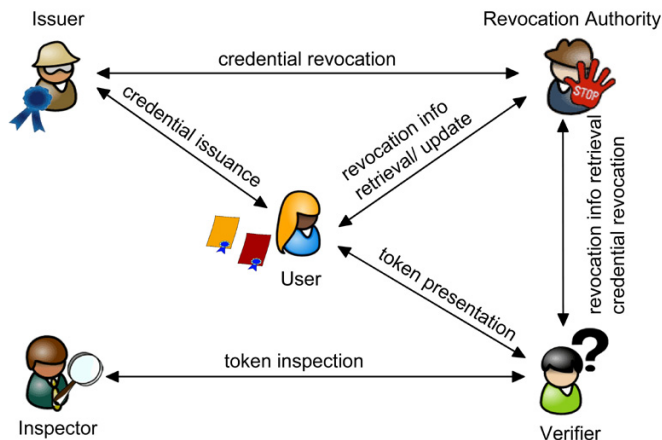 Issuer
Revocation Authority
credential revocation
STOP
credential issuance
revocation info
retrieval/ update
revocation info retrieval
credential revocation
User
token presentation
token inspection
Inspector
?
Verifier